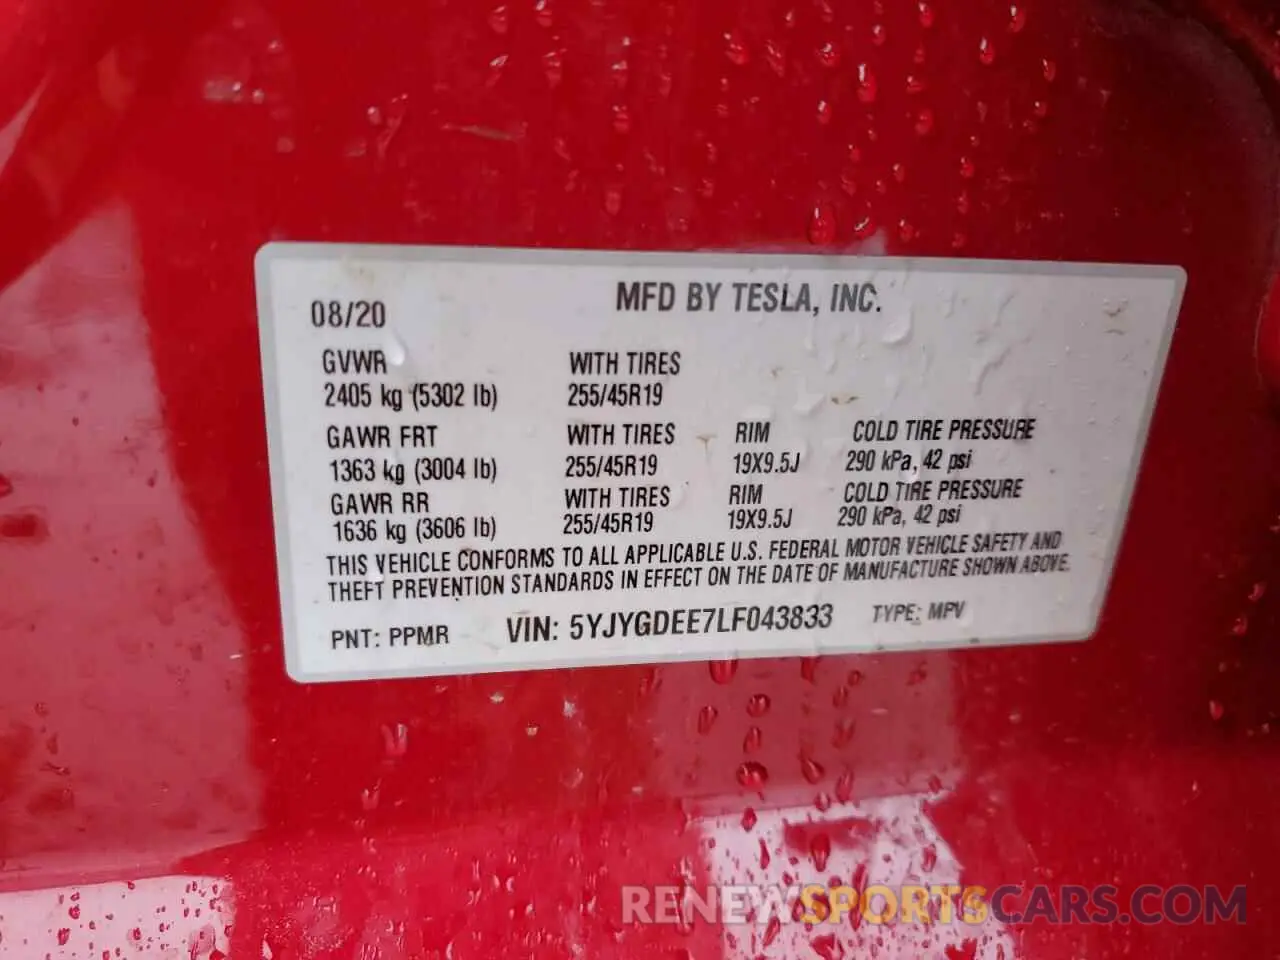 08/20 MFD BY TESLA, INC.
GVWR WITH TIRES
2405 kg (5302 lb) 255/45R19
GAWR FRT WITH TIRES RIM COLD TIRE PRESSURE
1363 kg (3004 lb) 255/45R19 19X9.5J 290 kPa, 42 psi
GAWR RR WITH TIRES RIM COLD TIRE PRESSURE
1636 kg (3606 lb) 255/45R19 19X9.5J 290 kPa, 42 psi
THIS VEHICLE CONFORMS TO ALL APPLICABLE U.S. FEDERAL MOTOR VEHICLE SAFETY AND
THEFT PREVENTION STANDARDS IN EFFECT ON THE DATE OF MANUFACTURE SHOWN ABOVE.
PNT: PPMR VIN: 5YJYGDEE7LF043833 TYPE: MPV
RENEWSPORTSCARS.COM